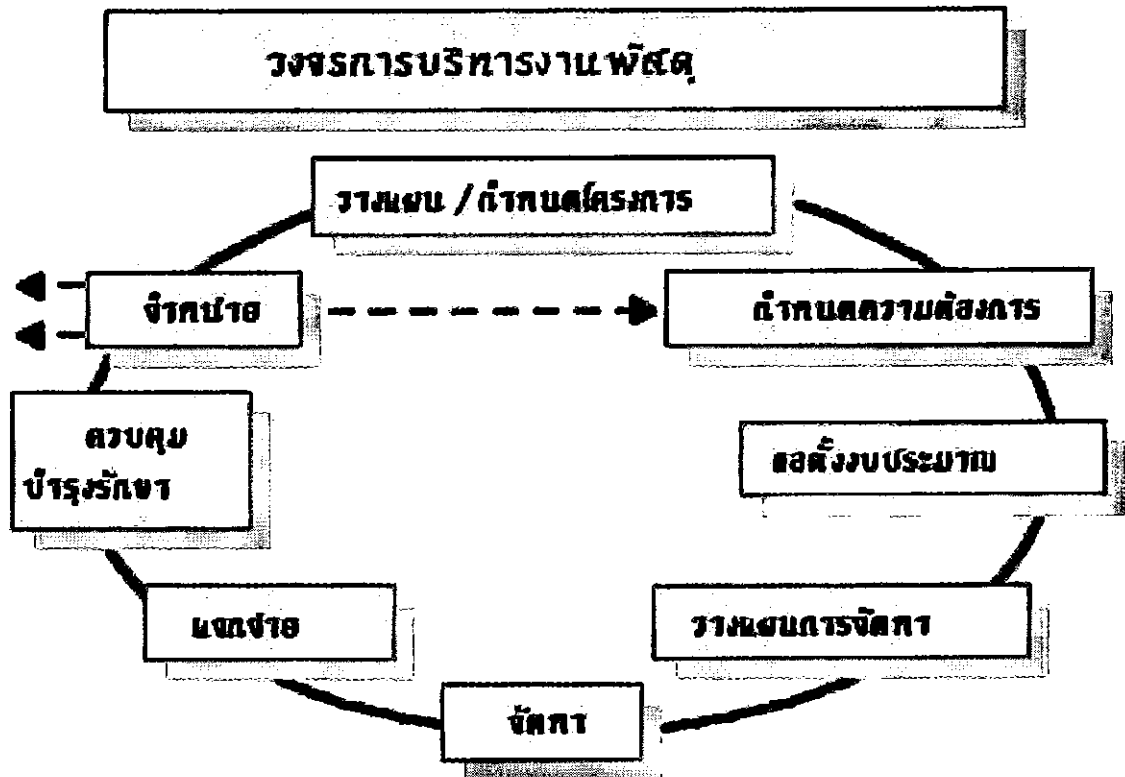 วงจรการบริหารงานพัสดุ
วางแผน / กำหนดโครงการ
จำหน่าย
กำหนดความต้องการ
ควบคุม
บำรุงรักษา
ขอตั้งงบประมาณ
แจกจ่าย
วางแผนการจัดหา
จัดหา